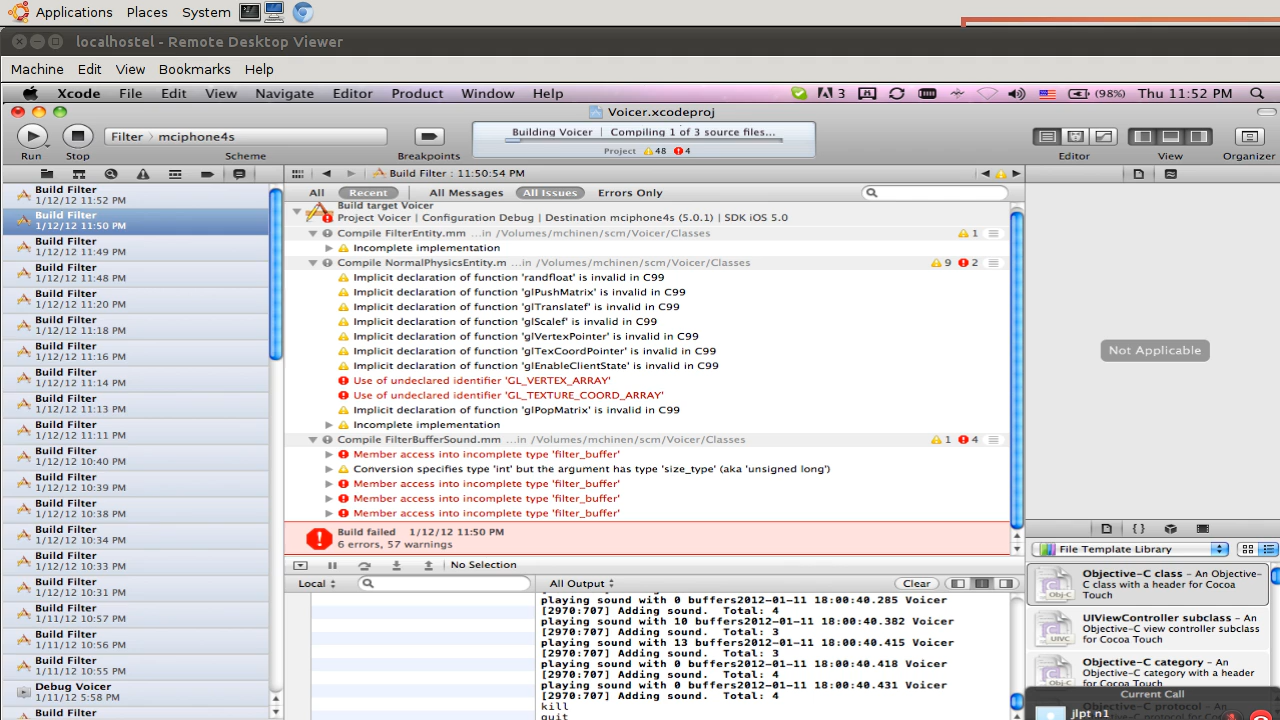 Applications Places System
localhostel - Remote Desktop Viewer
Machine Edit View Bookmarks Help
Xcode File Edit View Navigate Editor Product Window Help 3 (98%) Thu 11:52 PM
Voicer.xcodeproj
Filter mciphone4s
Building Voicer | Compiling 1 of 3 source files...
Project 48 4
Run Stop Scheme Breakpoints Editor View Organizer
Build Filter : 11:50:54 PM
All Recent All Messages All Issues Errors Only
Build Filter
1/12/12 11:52 PM
Build Filter
1/12/12 11:50 PM
Build Filter
1/12/12 11:49 PM
Build Filter
1/12/12 11:48 PM
Build Filter
1/12/12 11:20 PM
Build Filter
1/12/12 11:18 PM
Build Filter
1/12/12 11:16 PM
Build Filter
1/12/12 11:14 PM
Build Filter
1/12/12 11:13 PM
Build Filter
1/12/12 11:11 PM
Build Filter
1/12/12 10:40 PM
Build Filter
1/12/12 10:39 PM
Build Filter
1/12/12 10:38 PM
Build Filter
1/12/12 10:34 PM
Build Filter
1/12/12 10:33 PM
Build Filter
1/12/12 10:31 PM
Build Filter
1/11/12 10:57 PM
Build Filter
1/11/12 10:56 PM
Build Filter
1/11/12 10:55 PM
Debug Voicer
1/11/12 5:58 PM
Build Filter
Build target Voicer
Project Voicer | Configuration Debug | Destination mciphone4s (5.0.1) | SDK iOS 5.0
Compile FilterEntity.mm ...in /Volumes/mchinen/scm/Voicer/Classes 1
Incomplete implementation
Compile NormalPhysicsEntity.m ...in /Volumes/mchinen/scm/Voicer/Classes 9 2
Implicit declaration of function 'randfloat' is invalid in C99
Implicit declaration of function 'glPushMatrix' is invalid in C99
Implicit declaration of function 'glTranslatef' is invalid in C99
Implicit declaration of function 'glScalef' is invalid in C99
Implicit declaration of function 'glVertexPointer' is invalid in C99
Implicit declaration of function 'glTexCoordPointer' is invalid in C99
Implicit declaration of function 'glEnableClientState' is invalid in C99
Use of undeclared identifier 'GL_VERTEX_ARRAY'
Use of undeclared identifier 'GL_TEXTURE_COORD_ARRAY'
Implicit declaration of function 'glPopMatrix' is invalid in C99
Incomplete implementation
Compile FilterBufferSound.mm ...in /Volumes/mchinen/scm/Voicer/Classes 1 4
Member access into incomplete type 'filter_buffer'
Conversion specifies type 'int' but the argument has type 'size_type' (aka 'unsigned long')
Member access into incomplete type 'filter_buffer'
Member access into incomplete type 'filter_buffer'
Member access into incomplete type 'filter_buffer'
Build failed 1/12/12 11:50 PM
6 errors, 57 warnings
No Selection
Local All Output Clear
playing sound with 0 buffers2012-01-11 18:00:40.285 Voicer
[2970:707] Adding sound. Total: 4
playing sound with 10 buffers2012-01-11 18:00:40.382 Voicer
[2970:707] Adding sound. Total: 3
playing sound with 13 buffers2012-01-11 18:00:40.415 Voicer
[2970:707] Adding sound. Total: 3
playing sound with 0 buffers2012-01-11 18:00:40.418 Voicer
[2970:707] Adding sound. Total: 4
playing sound with 0 buffers2012-01-11 18:00:40.431 Voicer
[2970:707] Adding sound. Total: 4
kill
quit
Not Applicable
{ }
File Template Library
Objective-C class - An Objective-
C class with a header for Cocoa
Touch
Obj-C
UIViewController subclass - An
Objective-C view controller subclass
for Cocoa Touch
UIVC
Objective-C category - An
Objective-C category with a header
for Cocoa Touch
Objective-C protocol - An
Current Call
jlpt n1